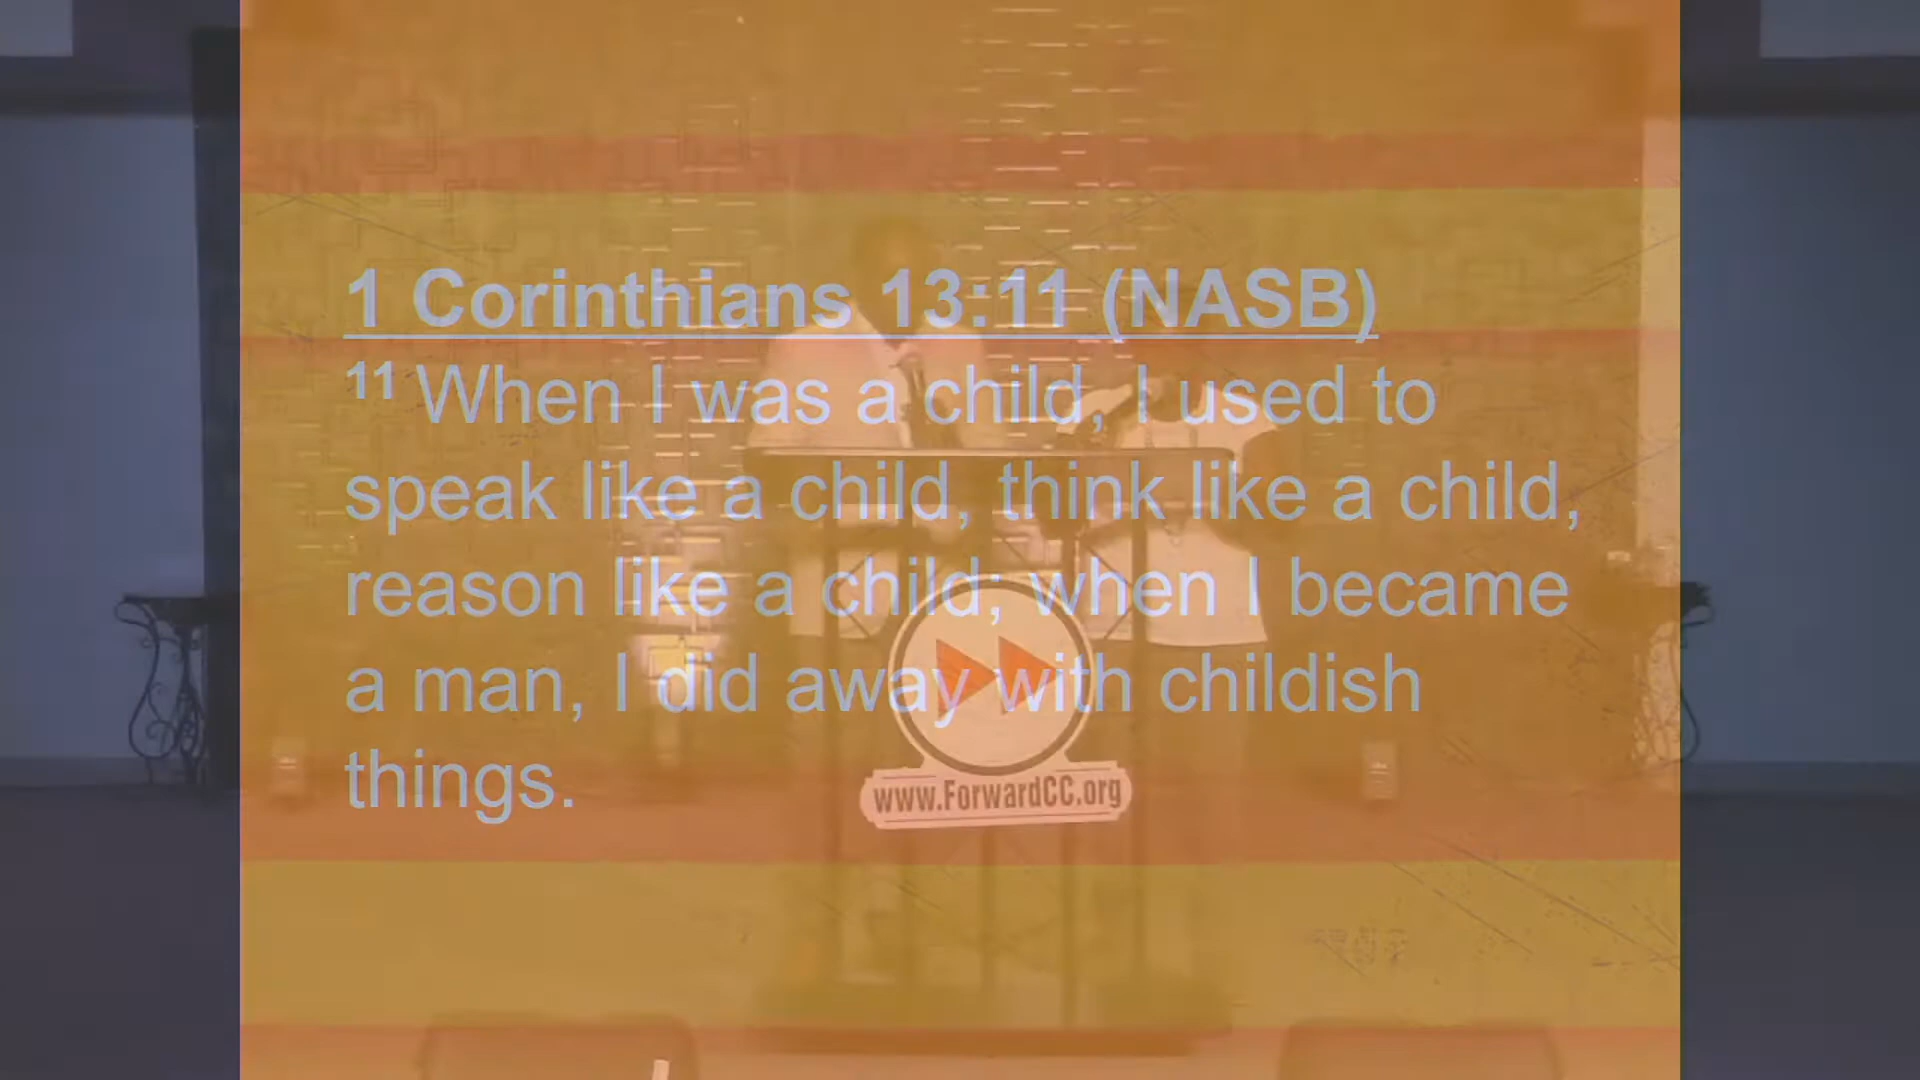 1 Corinthians 13:11 (NASB)
11 When I was a child, I used to
speak like a child, think like a child,
reason like a child; when I became
a man, I did away with childish
things.
www.ForwardCC.org